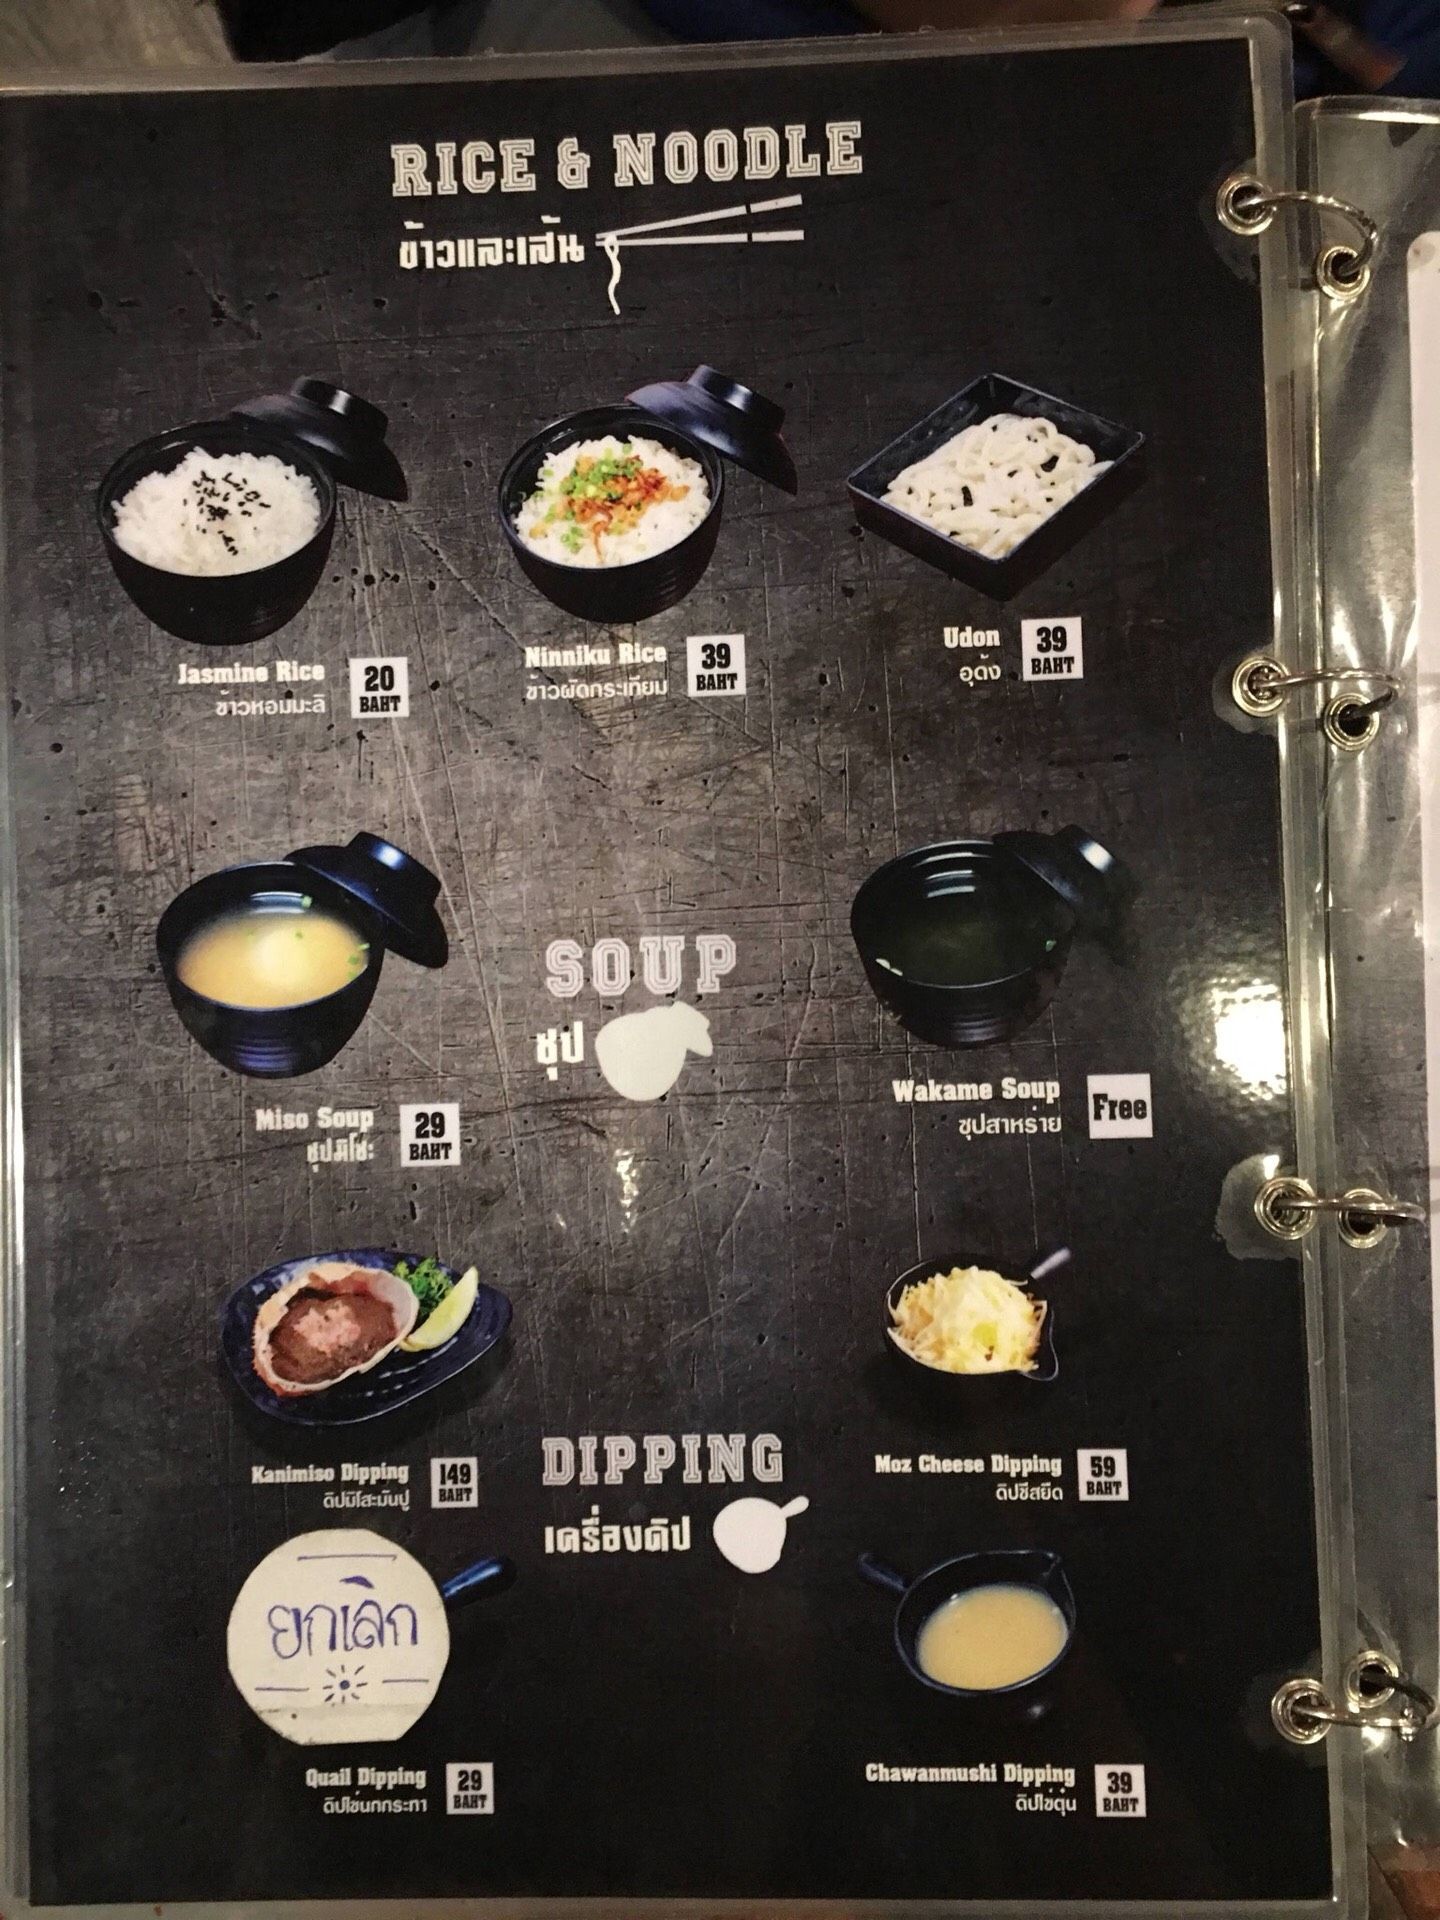 RICE & NOODLE
ข้าวและเส้น
Jasmine Rice
ข้าวหอมมะลิ
20
BAHT
Ninniku Rice
ข้าวผัดกระเทียม
39
BAHT
Udon
อุด้ง
39
BAHT
SOUP
ซุป
Miso Soup
ซุปมิโซะ
29
BAHT
Wakame Soup
ซุปสาหร่าย
Free
DIPPING
เครื่องดิป
Kanimiso Dipping
ดิปมิโสะมันปู
149
BAHT
Moz Cheese Dipping
ดิปชีสยืด
59
BAHT
ยกเลิก
Quail Dipping
ดิปไข่นกกระทา
29
BAHT
Chawanmushi Dipping
ดิปไข่ตุ๋น
39
BAHT